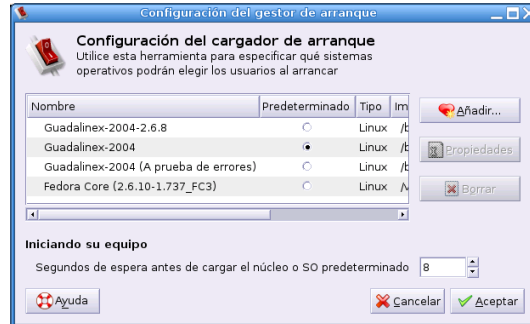 Configuración del gestor de arranque
Configuración del cargador de arranque
Utilice esta herramienta para especificar qué sistemas
operativos podrán elegir los usuarios al arrancar
Nombre Predeterminado Tipo Im
Guadalinex-2004-2.6.8 Linux /b
Guadalinex-2004 Linux /b
Guadalinex-2004 (A prueba de errores) Linux /b
Fedora Core (2.6.10-1.737_FC3) Linux /v
Añadir...
Propiedades
Borrar
Iniciando su equipo
Segundos de espera antes de cargar el núcleo o SO predeterminado 8
Ayuda Cancelar Aceptar